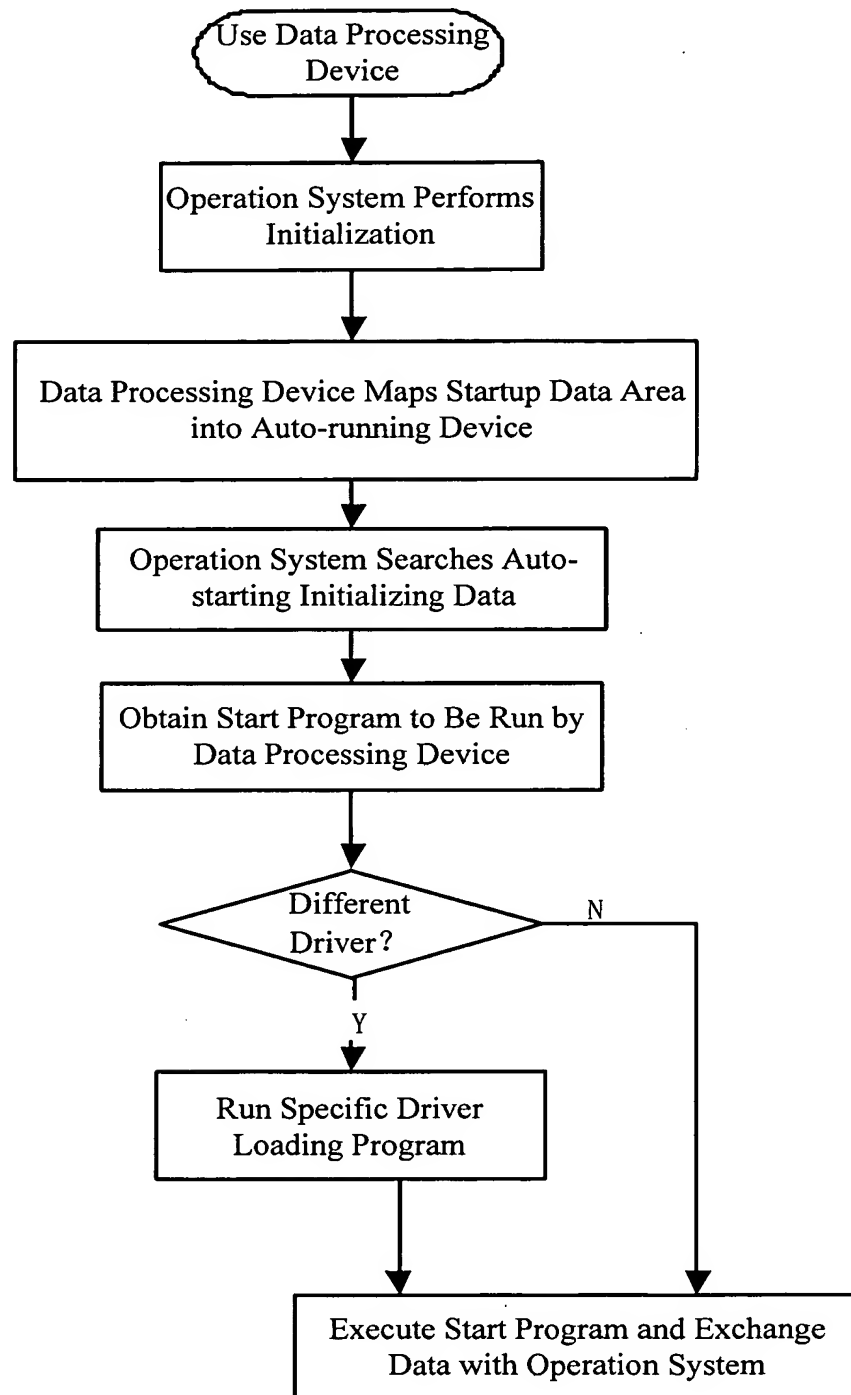 Use Data Processing
Device
Operation System Performs
Initialization
Data Processing Device Maps Startup Data Area
into Auto-running Device
Operation System Searches Auto-
starting Initializing Data
Obtain Start Program to Be Run by
Data Processing Device
Different
Driver?
N
Y
Run Specific Driver
Loading Program
Execute Start Program and Exchange
Data with Operation System